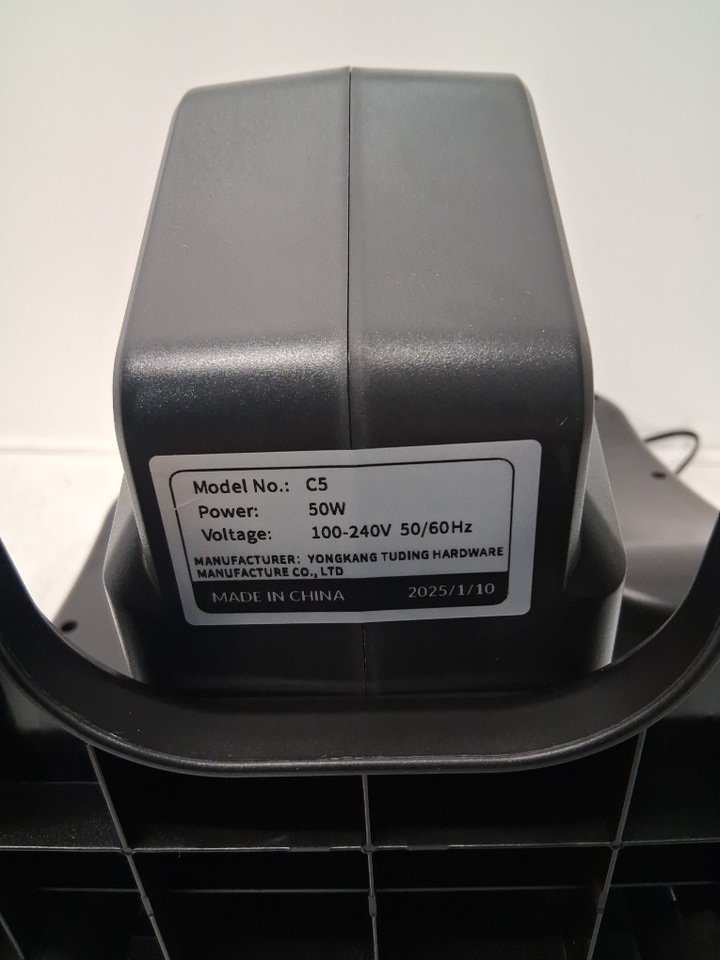 Model No.: C5
Power: 50W
Voltage: 100-240V 50/60Hz
MANUFACTURER: YONGKANG TUDING HARDWARE
MANUFACTURE CO., LTD
MADE IN CHINA 2025/1/10